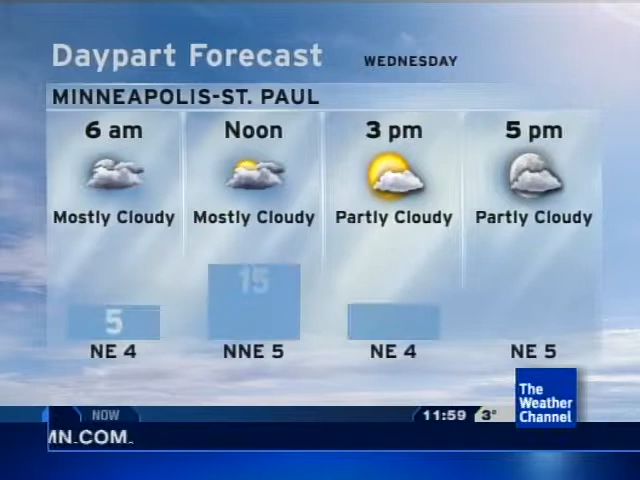 Daypart Forecast WEDNESDAY
MINNEAPOLIS-ST. PAUL
6 am Noon 3 pm 5 pm
Mostly Cloudy Mostly Cloudy Partly Cloudy Partly Cloudy
15
5
NE 4 NNE 5 NE 4 NE 5
The
Weather
Channel
NOW 11:59 3°
MN.COM.